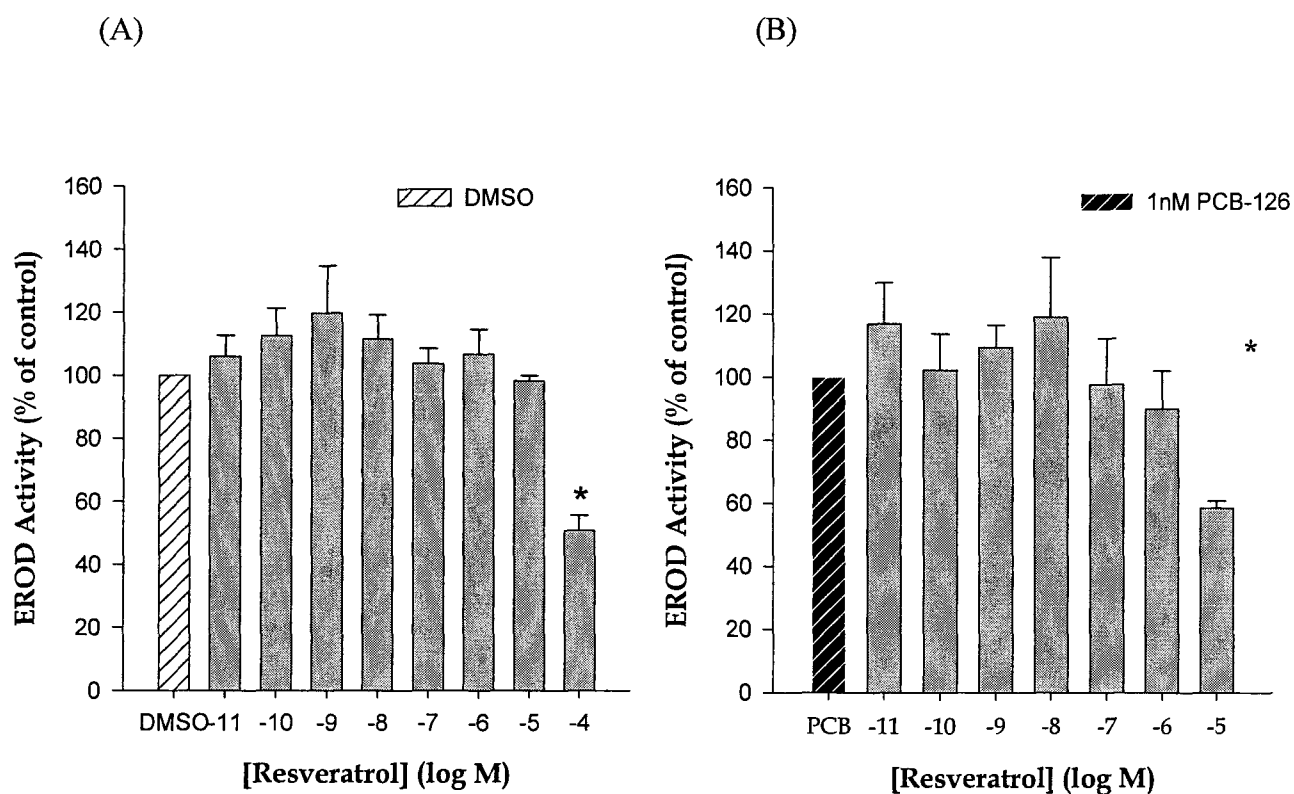 (A)
DMSO
EROD Activity (% of control)
160
140
120
100
80
60
40
20
0
*
DMSO -11 -10 -9 -8 -7 -6 -5 -4
[Resveratrol] (log M)
(B)
1nM PCB-126
EROD Activity (% of control)
160
140
120
100
80
60
40
20
0
*
PCB -11 -10 -9 -8 -7 -6 -5
[Resveratrol] (log M)